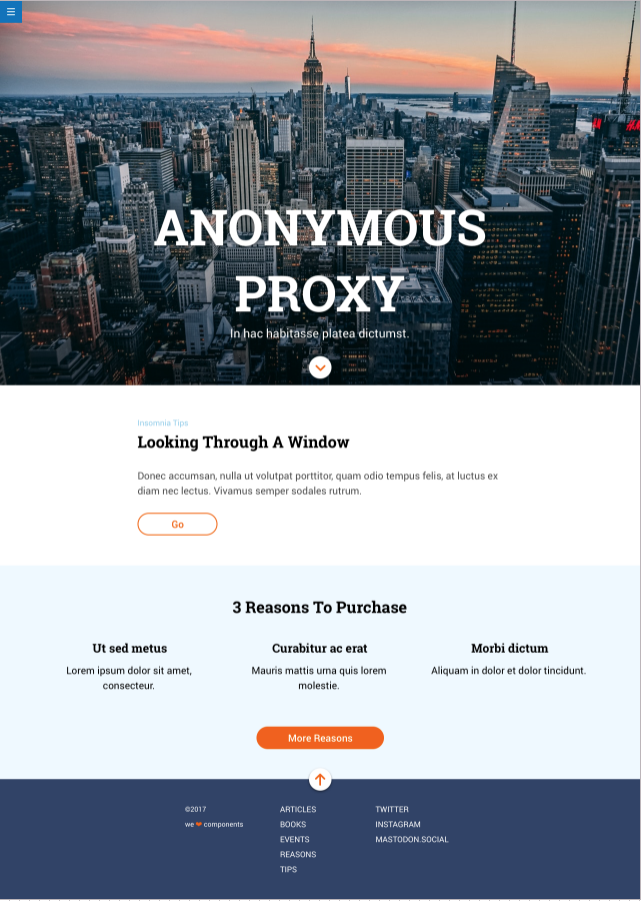 ANONYMOUS
PROXY
In hac habitasse platea dictumst.
Insomnia Tips
Looking Through A Window
Donec accumsan, nulla ut volutpat porttitor, quam odio tempus felis, at luctus ex
diam nec lectus. Vivamus semper sodales rutrum.
Go
3 Reasons To Purchase
Ut sed metus
Lorem ipsum dolor sit amet,
consecteur.
Curabitur ac erat
Mauris mattis urna quis lorem
molestie.
Morbi dictum
Aliquam in dolor et dolor tincidunt.
More Reasons
©2017
we ❤ components
ARTICLES
BOOKS
EVENTS
REASONS
TIPS
TWITTER
INSTAGRAM
MASTODON.SOCIAL